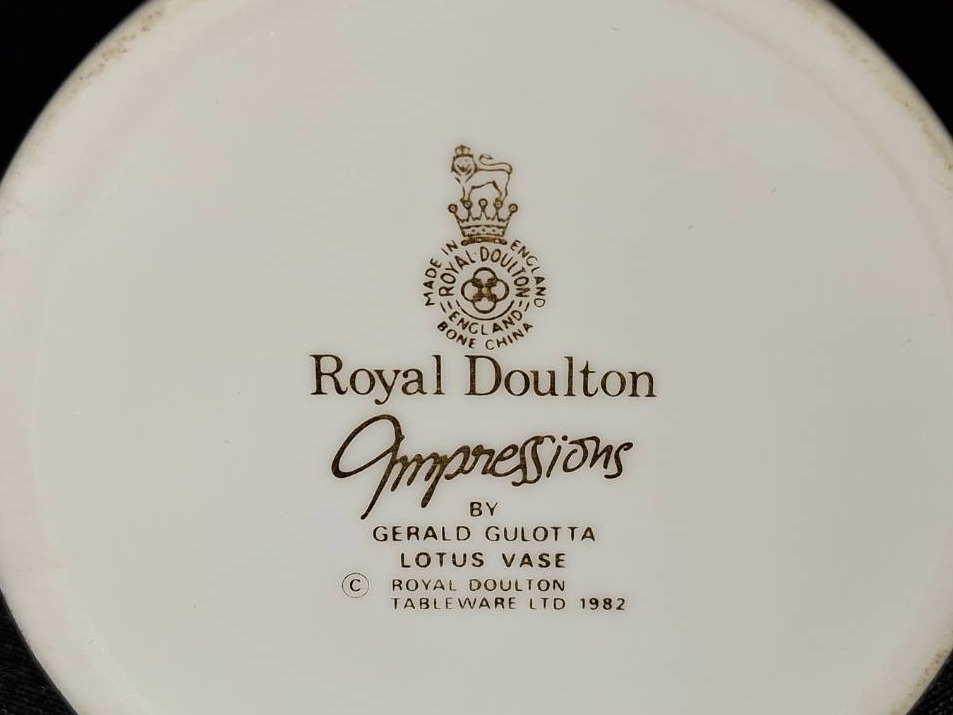 MADE IN ENGLAND
ROYAL DOULTON
ENGLAND
BONE CHINA
Royal Doulton
Impressions
BY
GERALD GULOTTA
LOTUS VASE
© ROYAL DOULTON
TABLEWARE LTD 1982